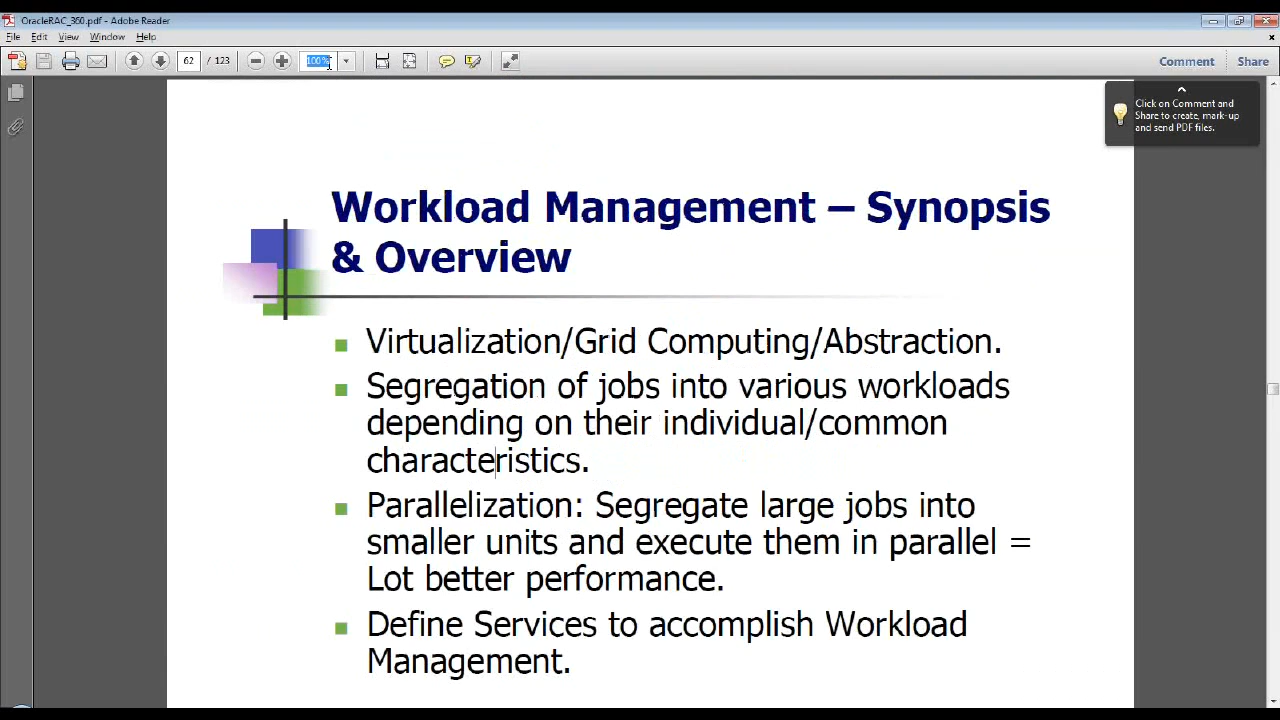 OracleRAC_360.pdf - Adobe Reader
File Edit View Window Help
62 / 123 100% Comment Share
Click on Comment and
Share to create, mark-up
and send PDF files.
Workload Management – Synopsis
& Overview
Virtualization/Grid Computing/Abstraction.
Segregation of jobs into various workloads
depending on their individual/common
characteristics.
Parallelization: Segregate large jobs into
smaller units and execute them in parallel =
Lot better performance.
Define Services to accomplish Workload
Management.